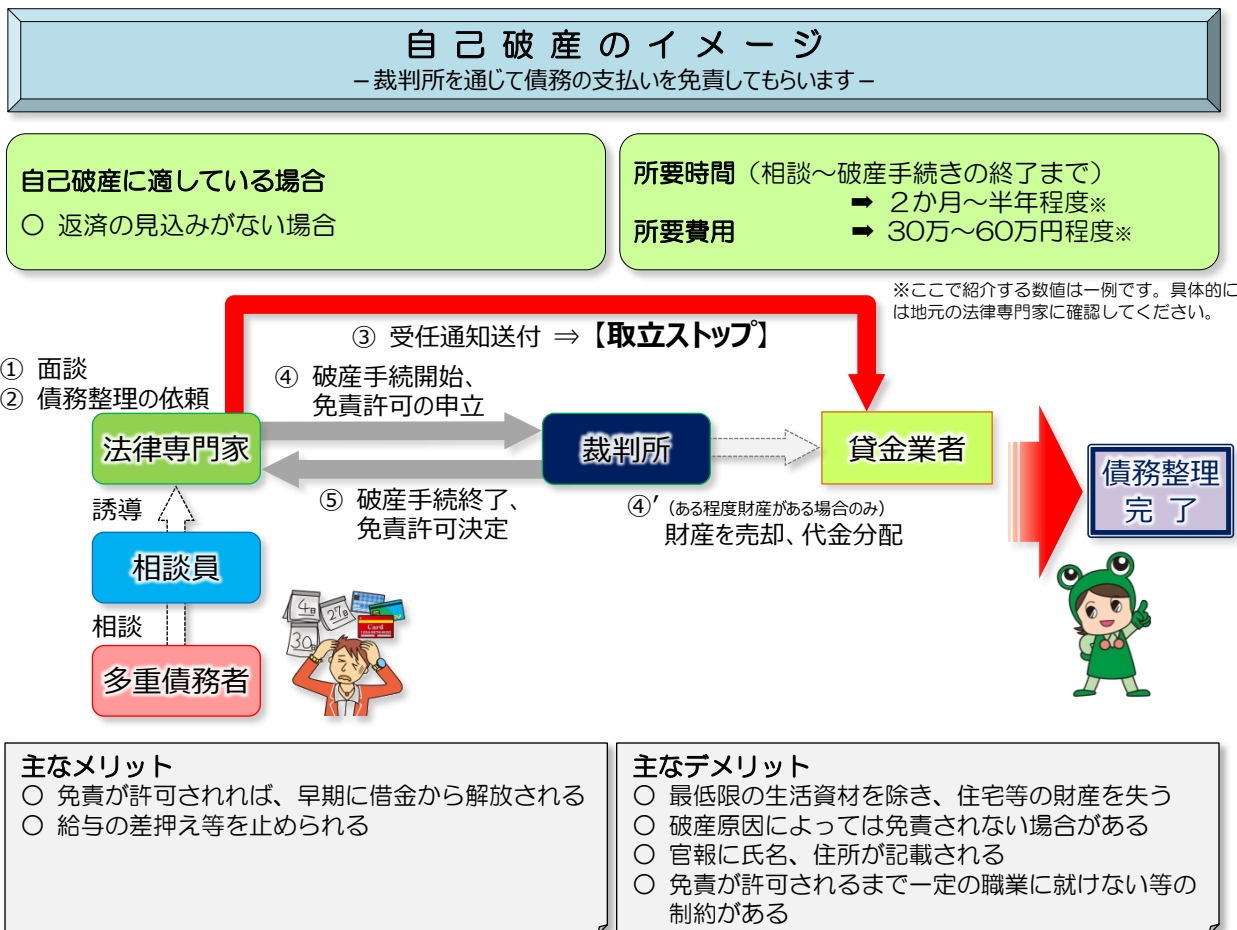 自己破産のイメージ
－裁判所を通じて債務の支払いを免責してもらいます－
自己破産に適している場合
○ 返済の見込みがない場合
所要時間（相談～破産手続きの終了まで）
➡ ２か月～半年程度※
所要費用 ➡ 30万～60万円程度※
※ここで紹介する数値は一例です。具体的に
は地元の法律専門家に確認してください。
③ 受任通知送付 ⇒【取立ストップ】
① 面談
② 債務整理の依頼
④ 破産手続開始、
免責許可の申立
法律専門家
裁判所
貸金業者
債務整理
完 了
⑤ 破産手続終了、
免責許可決定
④’（ある程度財産がある場合のみ）
財産を売却、代金分配
誘導
相談員
相談
多重債務者
4日
27日
30日
Card
主なメリット
○ 免責が許可されれば、早期に借金から解放される
○ 給与の差押え等を止められる
主なデメリット
○ 最低限の生活資材を除き、住宅等の財産を失う
○ 破産原因によっては免責されない場合がある
○ 官報に氏名、住所が記載される
○ 免責が許可されるまで一定の職業に就けない等の
制約がある